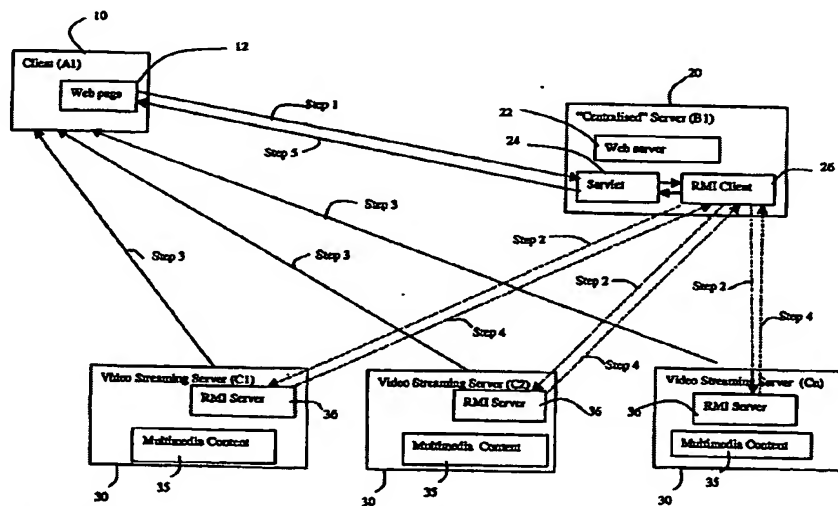 10
Client (A1)
12
Web page
Step 1
Step 5
20
"Centralised" Server (B1)
22
Web server
24
Servlet
RMI Client
26
Step 3
Step 3
Step 3
Step 2
Step 4
Step 2
Step 4
Step 2
Step 4
Video Streaming Server (C1)
RMI Server
36
Multimedia Content
35
30
Video Streaming Server (C2)
RMI Server
36
Multimedia Content
35
30
Video Streaming Server (Cn)
36
RMI Server
Multimedia Content
35
30